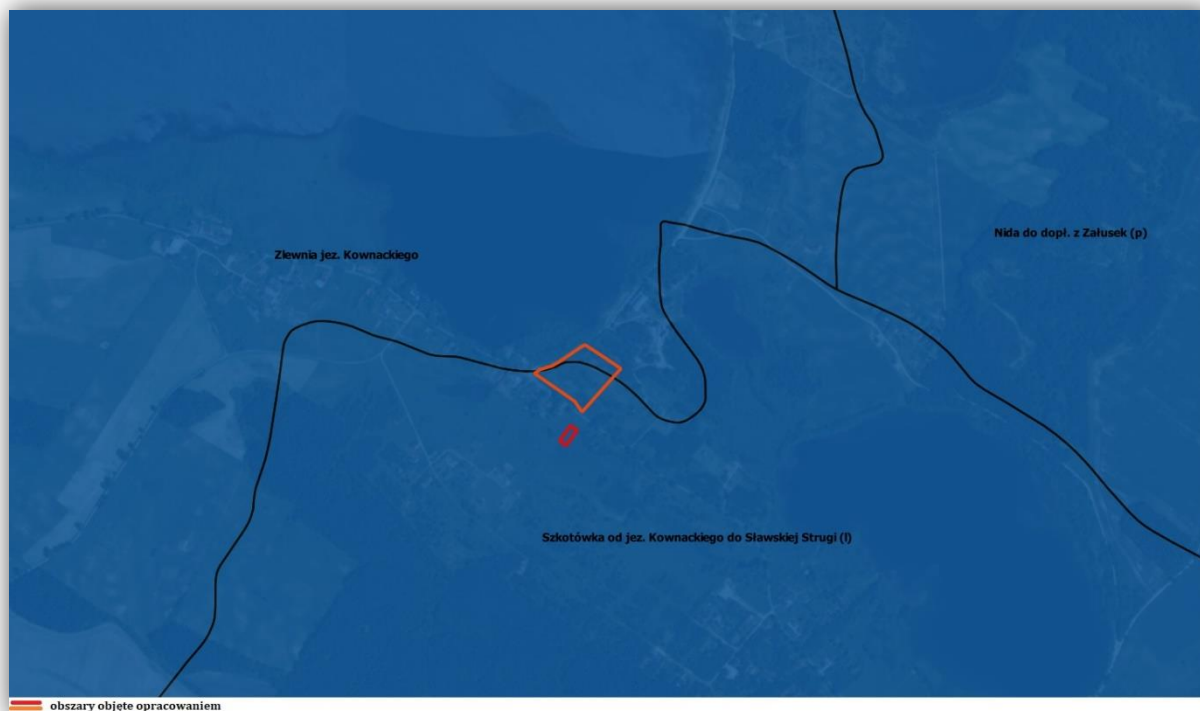 Nida do dopł. z Załusek (p)
Zlewnia jez. Kownackiego
Szkotówka od jez. Kownackiego do Sławskiej Strugi (l)
obszary objęte opracowaniem